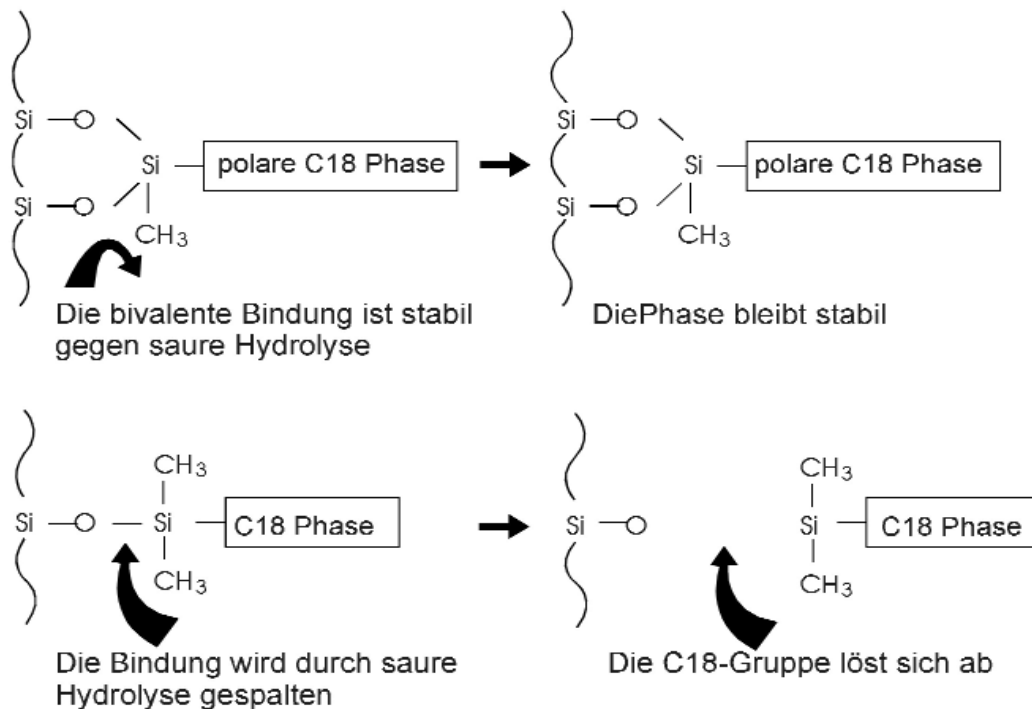 Si — O
Si
polare C18 Phase
Si — O
CH3
Die bivalente Bindung ist stabil
gegen saure Hydrolyse
Si — O
Si
polare C18 Phase
Si — O
CH3
DiePhase bleibt stabil
CH3
Si — O — Si
C18 Phase
CH3
Die Bindung wird durch saure
Hydrolyse gespalten
CH3
Si — O
Si
C18 Phase
CH3
Die C18-Gruppe löst sich ab